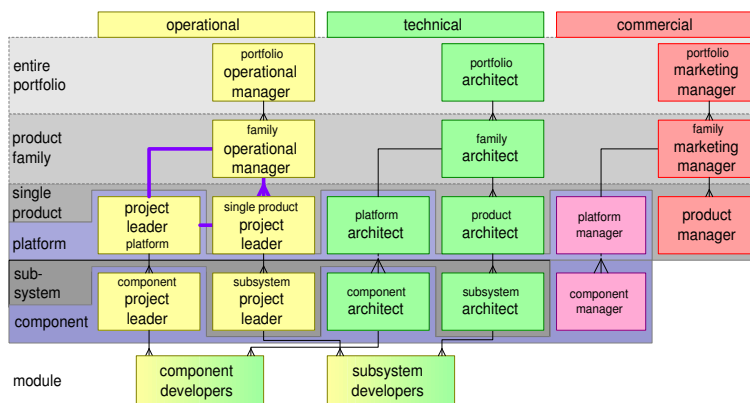 operational
technical
commercial
entire
portfolio
portfolio
operational
manager
portfolio
architect
portfolio
marketing
manager
product
family
family
operational
manager
family
architect
family
marketing
manager
single
product
platform
project
leader
platform
single product
project
leader
platform
architect
product
architect
platform
manager
product
manager
sub-
system
component
component
project
leader
subsystem
project
leader
component
architect
subsystem
architect
component
manager
module
component
developers
subsystem
developers